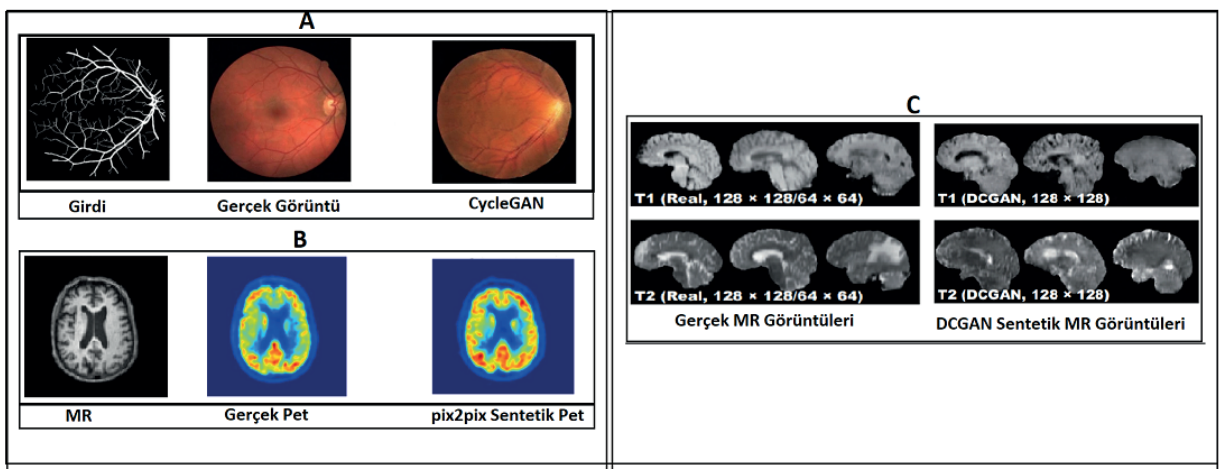 A
Girdi
Gerçek Görüntü
CycleGAN
B
MR
Gerçek Pet
pix2pix Sentetik Pet
C
T1 (Real, 128 × 128/64 × 64)
T1 (DCGAN, 128 × 128)
T2 (Real, 128 × 128/64 × 64)
T2 (DCGAN, 128 × 128)
Gerçek MR Görüntüleri
DCGAN Sentetik MR Görüntüleri